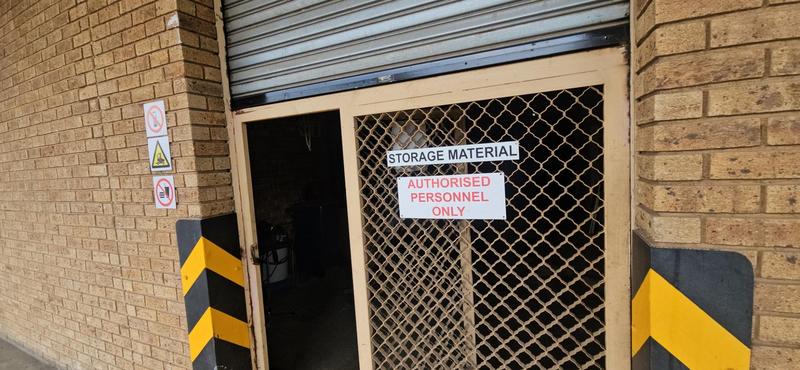 STORAGE MATERIAL
AUTHORISED
PERSONNEL
ONLY